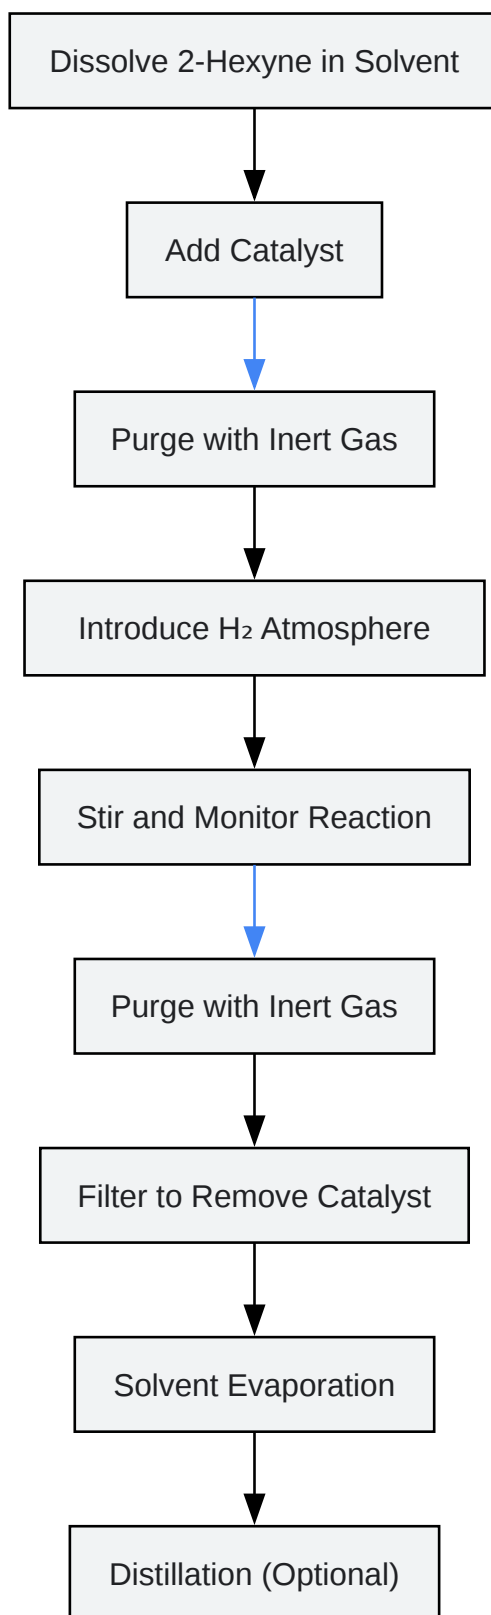 Dissolve 2-Hexyne in Solvent
Add Catalyst
Purge with Inert Gas
Introduce H₂ Atmosphere
Stir and Monitor Reaction
Purge with Inert Gas
Filter to Remove Catalyst
Solvent Evaporation
Distillation (Optional)